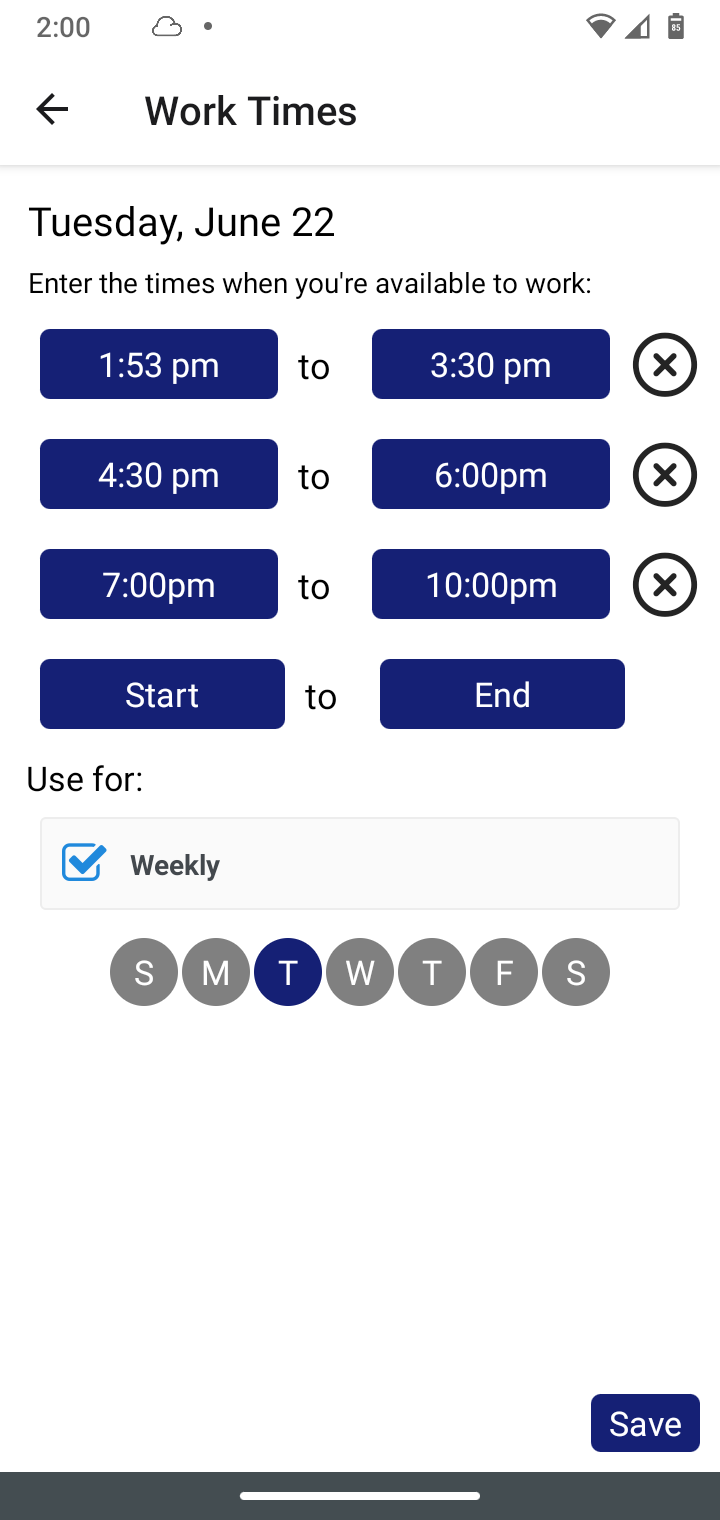 2:00
85
Work Times
Tuesday, June 22
Enter the times when you're available to work:
1:53 pm to 3:30 pm
4:30 pm to 6:00pm
7:00pm to 10:00pm
Start to End
Use for:
Weekly
S M T W T F S
Save